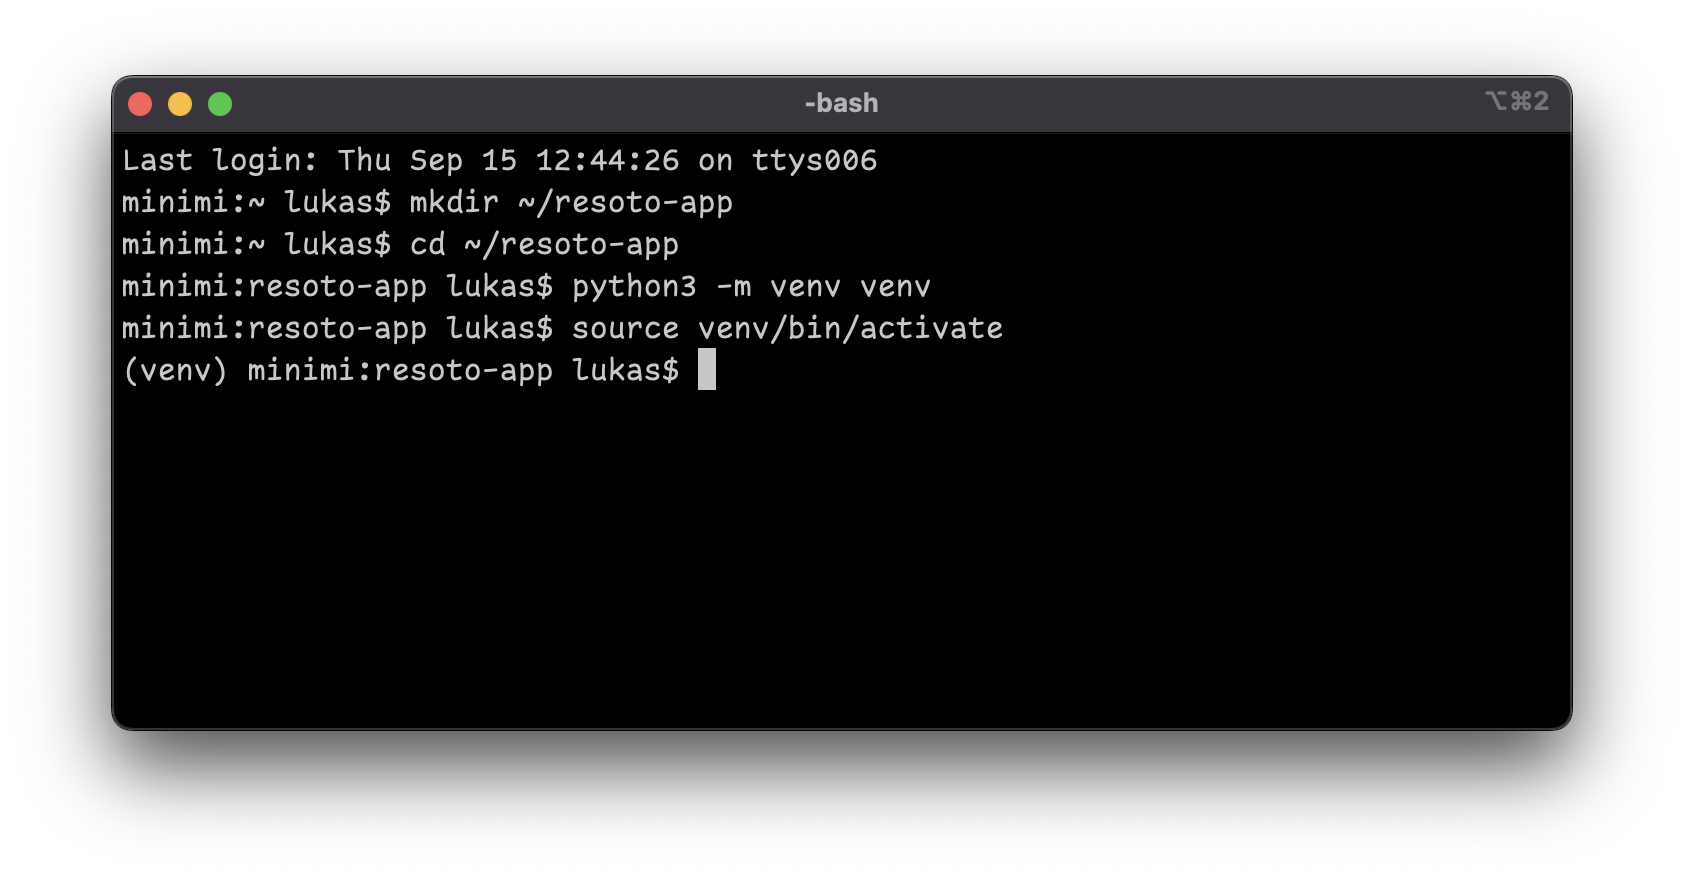 -bash
⌥⌘2
Last login: Thu Sep 15 12:44:26 on ttys006
minimi:~ lukas$ mkdir ~/resoto-app
minimi:~ lukas$ cd ~/resoto-app
minimi:resoto-app lukas$ python3 -m venv venv
minimi:resoto-app lukas$ source venv/bin/activate
(venv) minimi:resoto-app lukas$